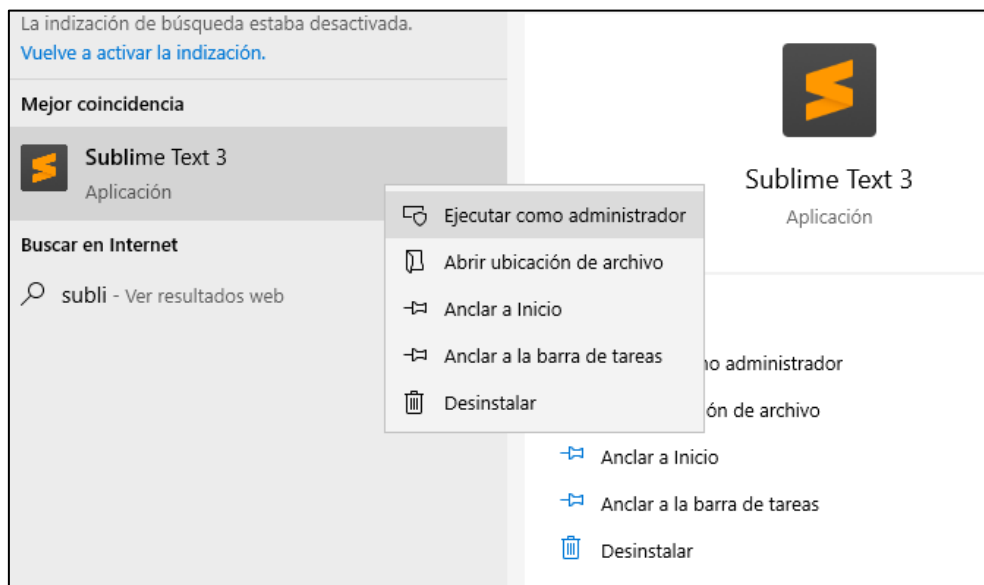 La indización de búsqueda estaba desactivada.
Vuelve a activar la indización.
Mejor coincidencia
Sublime Text 3
Aplicación
Buscar en Internet
subli - Ver resultados web
Ejecutar como administrador
Abrir ubicación de archivo
Anclar a Inicio
Anclar a la barra de tareas
Desinstalar
Sublime Text 3
Aplicación
administrador
de archivo
Anclar a Inicio
Anclar a la barra de tareas
Desinstalar